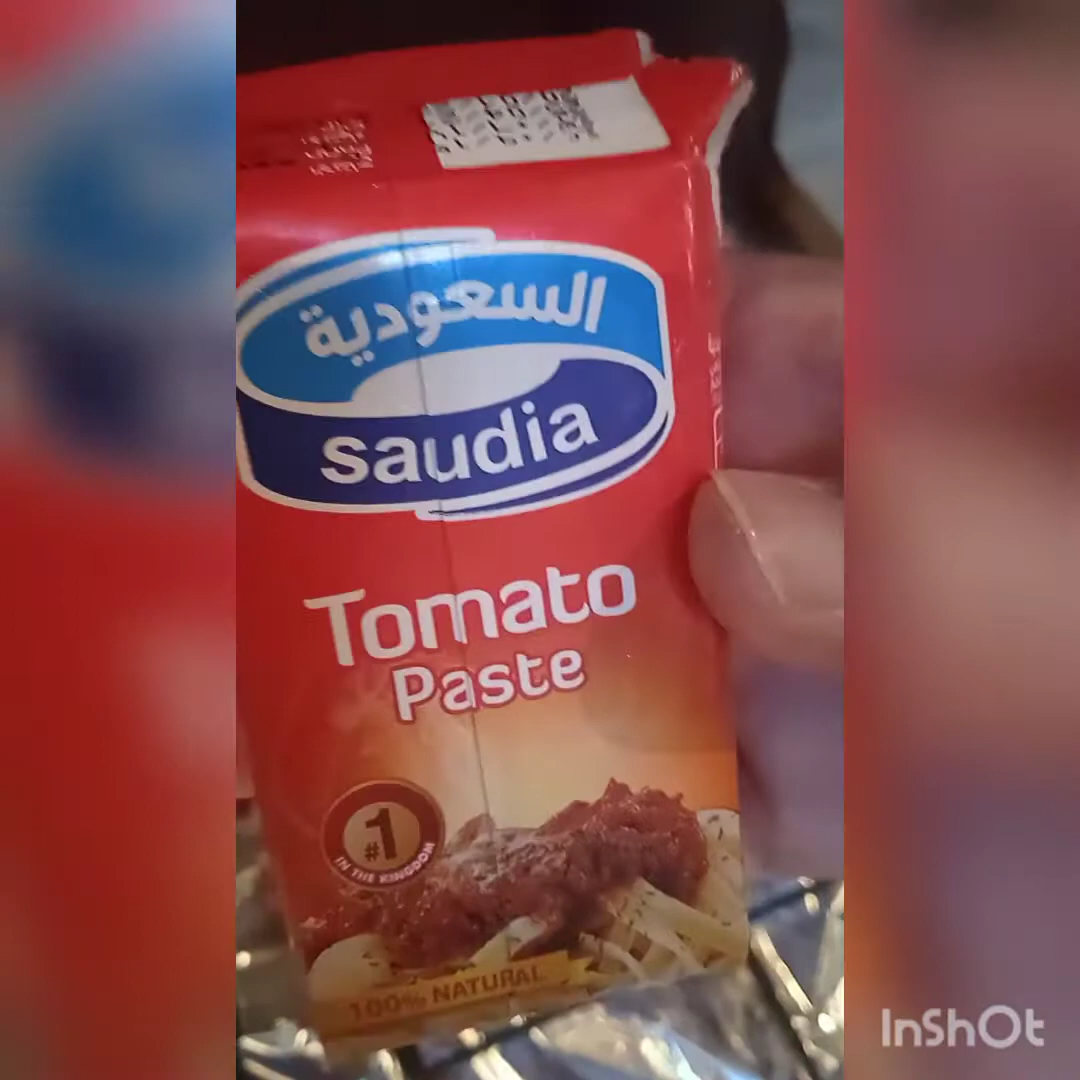 السعودية
saudia
Tomato
Paste
#1
IN THE KINGDOM
100% NATURAL
InShOt